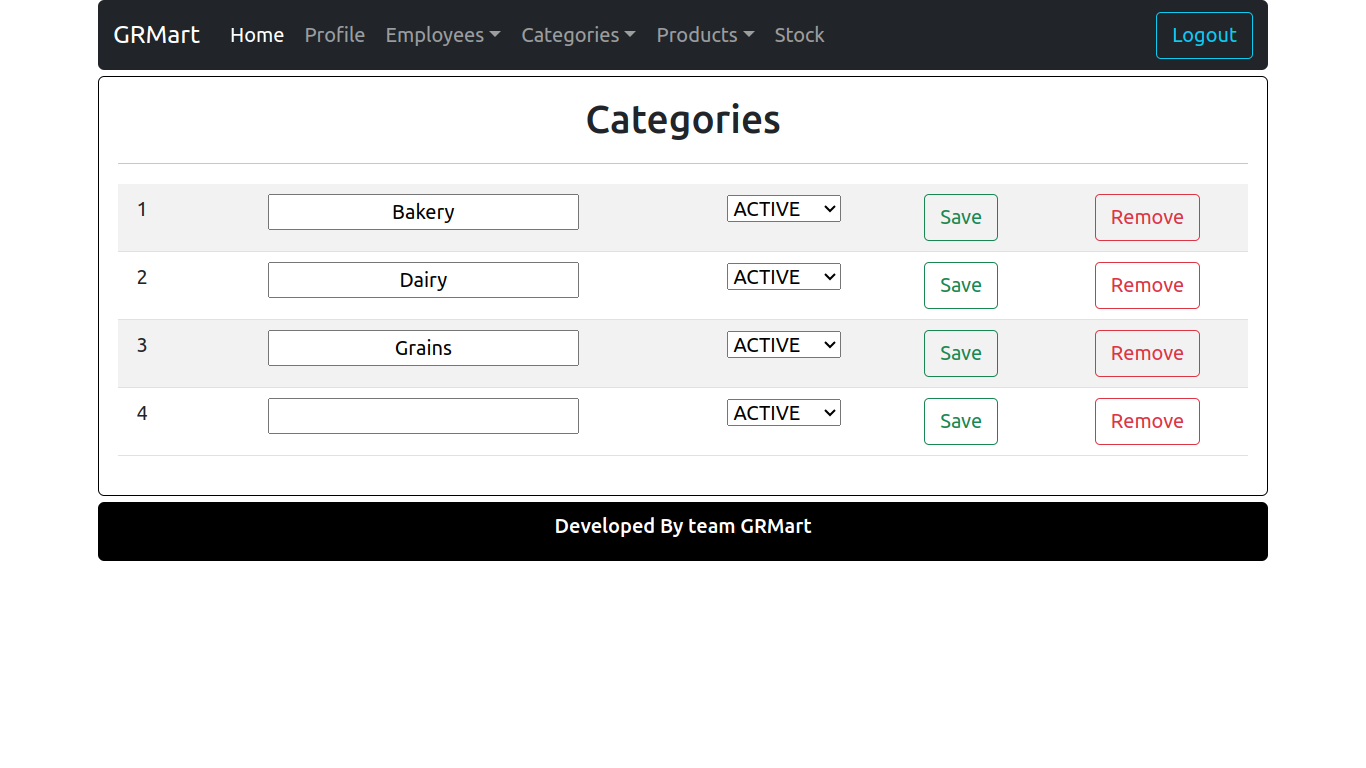 GRMart Home Profile Employees Categories Products Stock Logout
Categories
1 Bakery ACTIVE Save Remove
2 Dairy ACTIVE Save Remove
3 Grains ACTIVE Save Remove
4 ACTIVE Save Remove
Developed By team GRMart